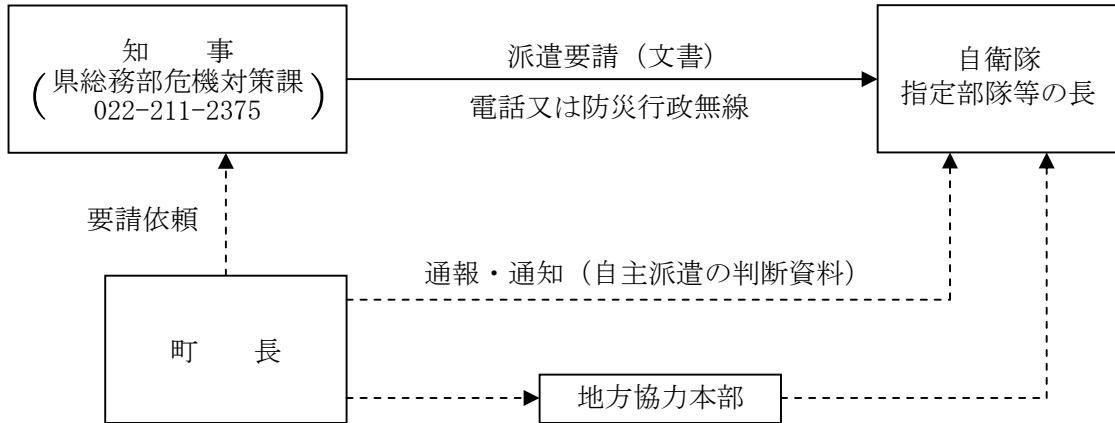 知　　事
（県総務部危機対策課
022-211-2375）
派遣要請（文書）
電話又は防災行政無線
自衛隊
指定部隊等の長
要請依頼
通報・通知（自主派遣の判断資料）
町　　長
地方協力本部